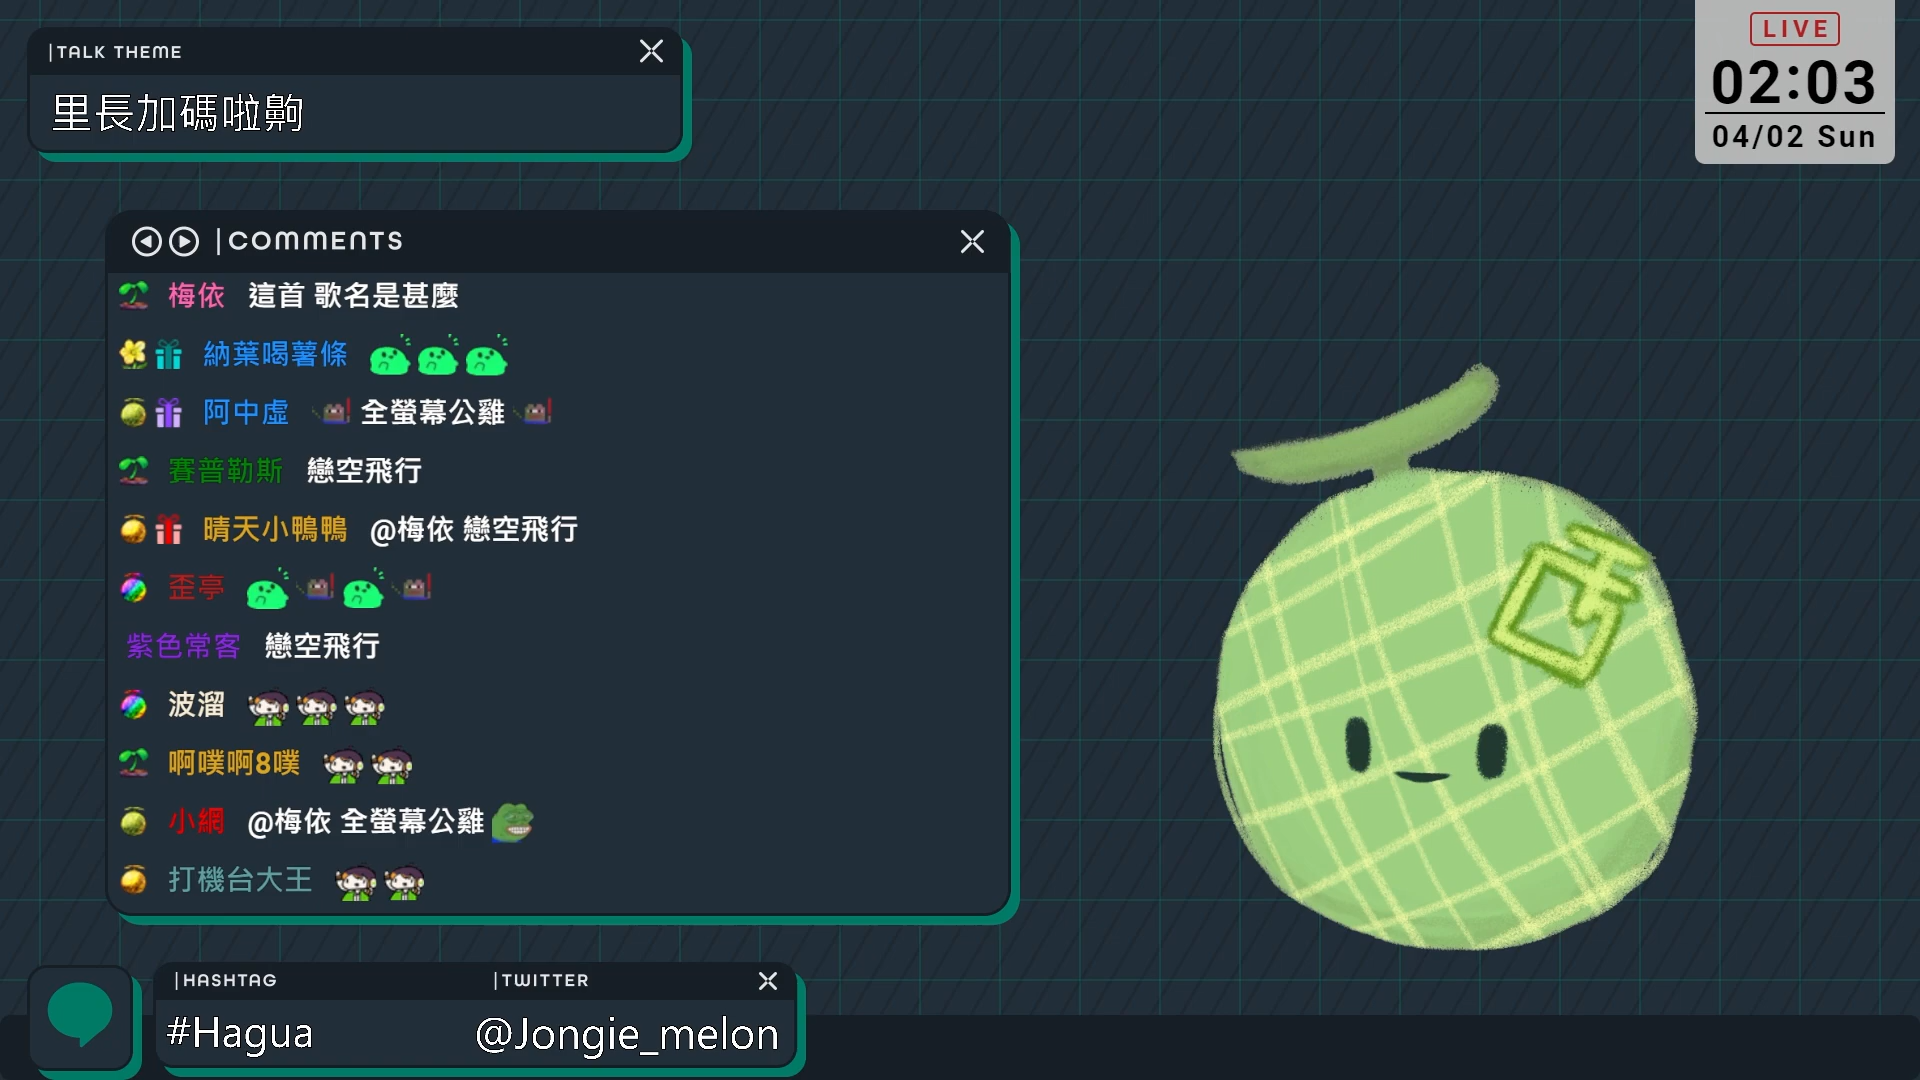 |TALK THEME
里長加碼啦齁
LIVE
02:03
04/02 Sun
|COMMENTS
梅依 這首 歌名是甚麼
納葉喝薯條
阿中虛 全螢幕公雞
賽普勒斯 戀空飛行
晴天小鴨鴨 @梅依 戀空飛行
歪亭
紫色常客 戀空飛行
波溜
啊噗啊8噗
小網 @梅依 全螢幕公雞
打機台大王
|HASHTAG |TWITTER
#Hagua @Jongie_melon